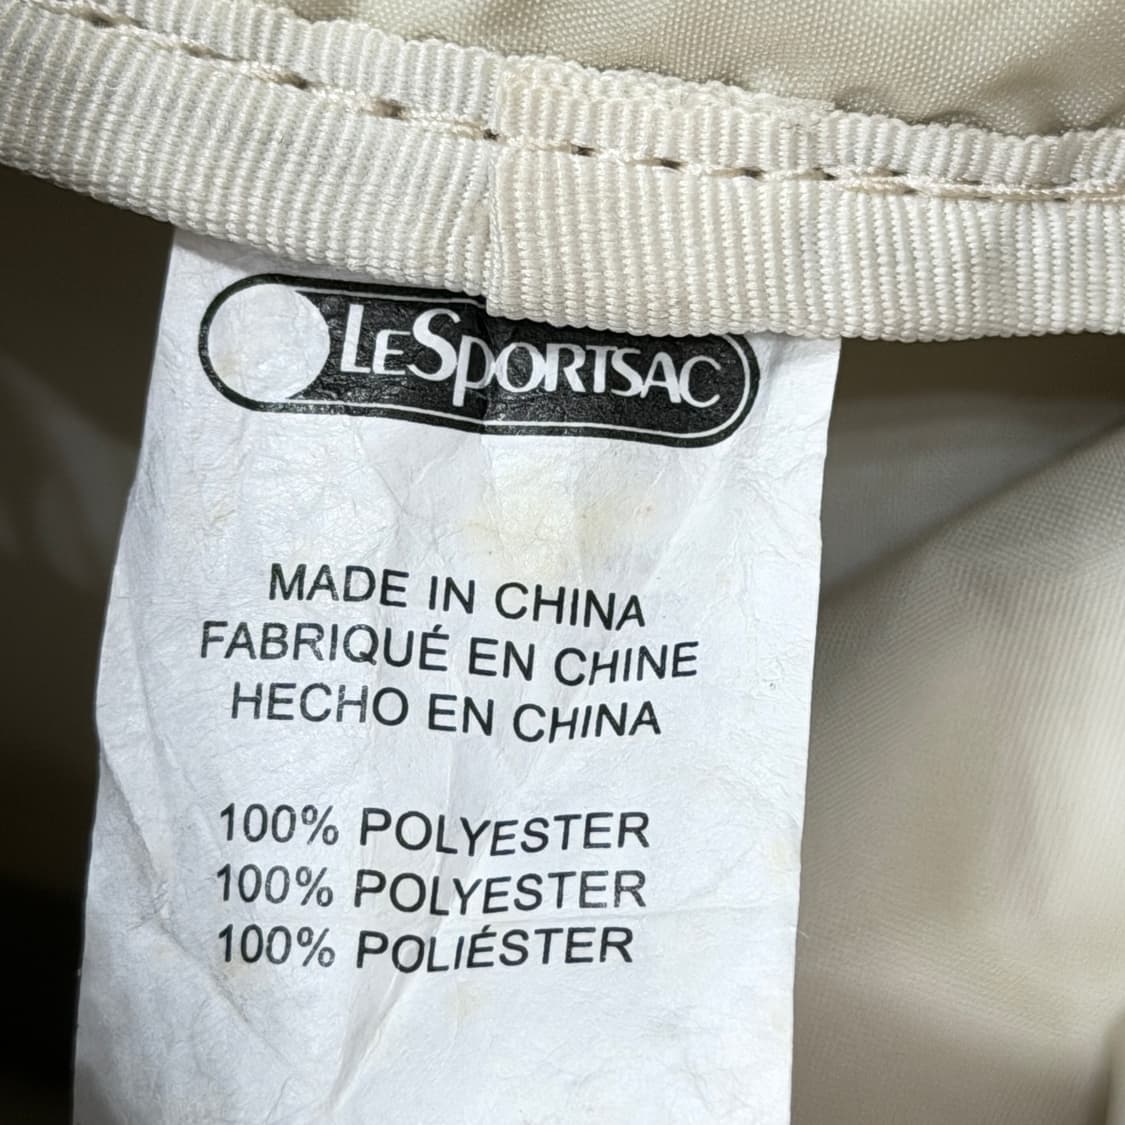 LESPORTSAC
MADE IN CHINA
FABRIQUÉ EN CHINE
HECHO EN CHINA
100% POLYESTER
100% POLYESTER
100% POLIÉSTER